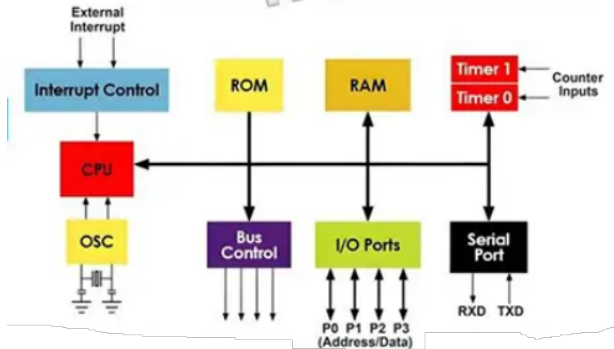 External
Interrupt
Interrupt Control
ROM
RAM
Timer 1
Timer 0
Counter
Inputs
CPU
OSC
Bus
Control
I/O Ports
Serial
Port
P0 P1 P2 P3
(Address/Data)
RXD TXD